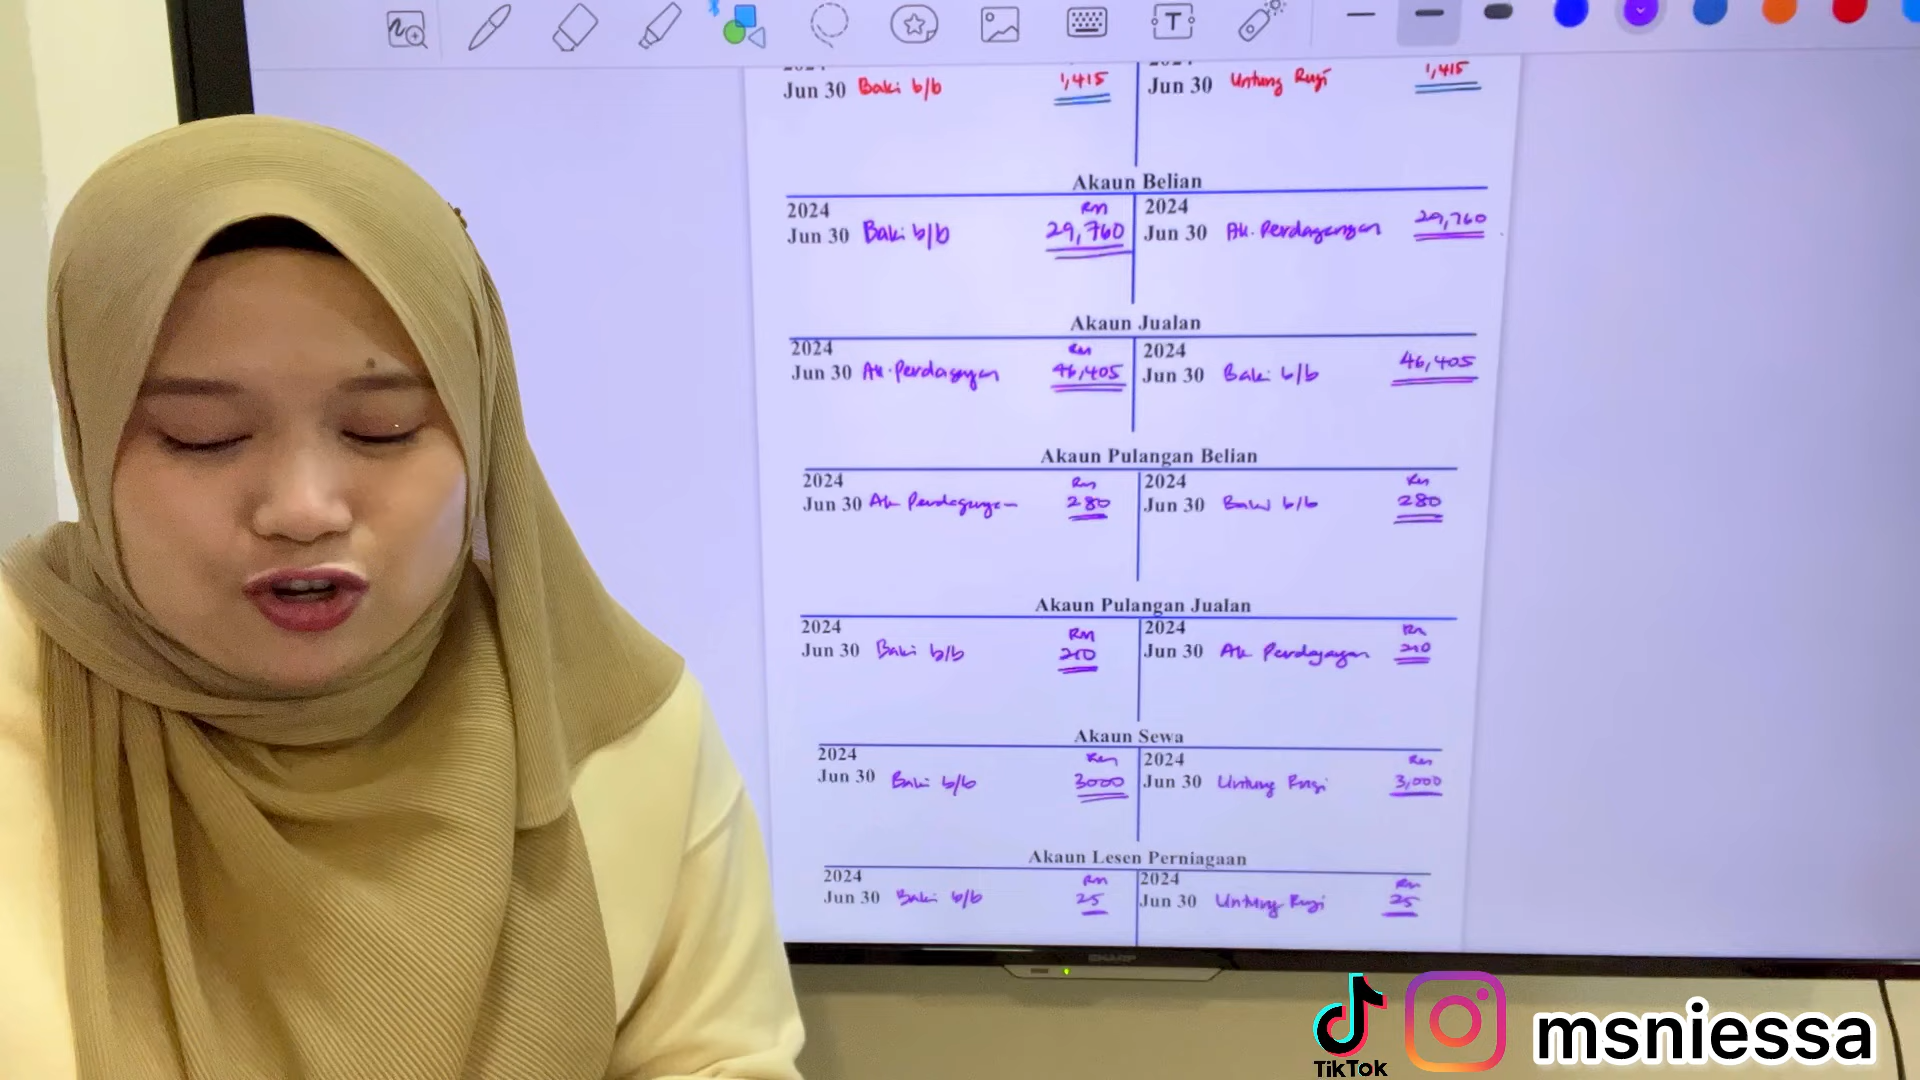 Jun 30 Baki b/b 1,415 Jun 30 Untung Rugi 1,415
Akaun Belian
2024 RM 2024
Jun 30 Baki b/b 29,760 Jun 30 Ak. Perdagangan 29,760
Akaun Jualan
2024 RM 2024
Jun 30 Ak. Perdagangan 46,405 Jun 30 Baki b/b 46,405
Akaun Pulangan Belian
2024 RM 2024 RM
Jun 30 Ak Perdagangan 280 Jun 30 Baki b/b 280
Akaun Pulangan Jualan
2024 RM 2024 RM
Jun 30 Baki b/b 210 Jun 30 Ak Perdagangan 210
Akaun Sewa
2024 RM 2024 RM
Jun 30 Baki b/b 3000 Jun 30 Untung Rugi 3,000
Akaun Lesen Perniagaan
2024 RM 2024 RM
Jun 30 Baki b/b 25 Jun 30 Untung Rugi 25
SHARP
TikTok msniessa